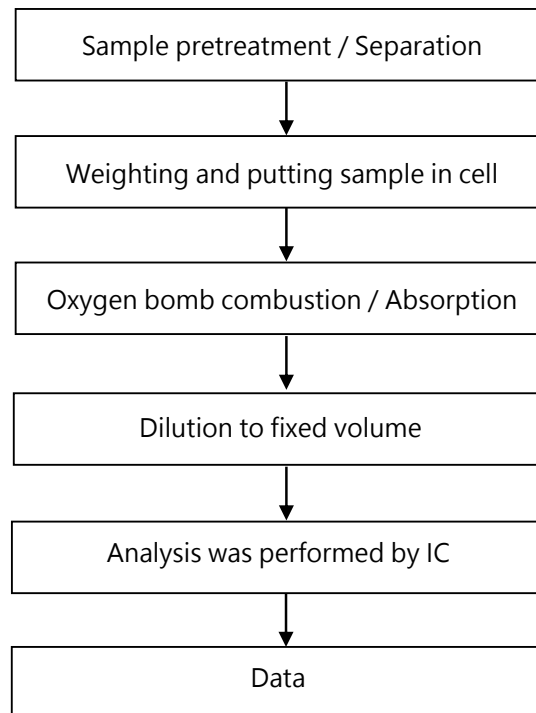 Sample pretreatment / Separation
Weighting and putting sample in cell
Oxygen bomb combustion / Absorption
Dilution to fixed volume
Analysis was performed by IC
Data